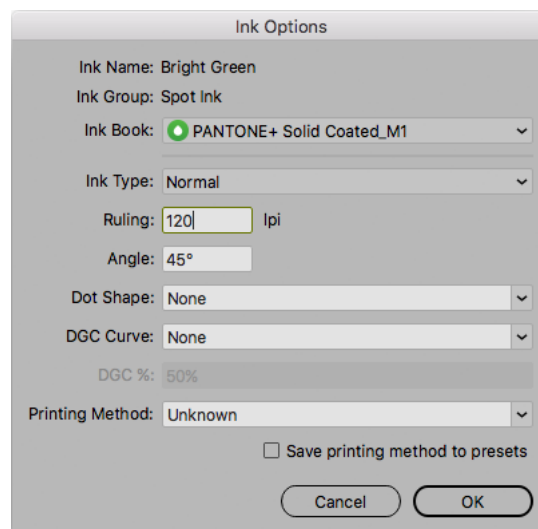 Ink Options
Ink Name: Bright Green
Ink Group: Spot Ink
Ink Book: PANTONE+ Solid Coated_M1
Ink Type: Normal
Ruling: 120 lpi
Angle: 45°
Dot Shape: None
DGC Curve: None
DGC %: 50%
Printing Method: Unknown
Save printing method to presets
Cancel OK